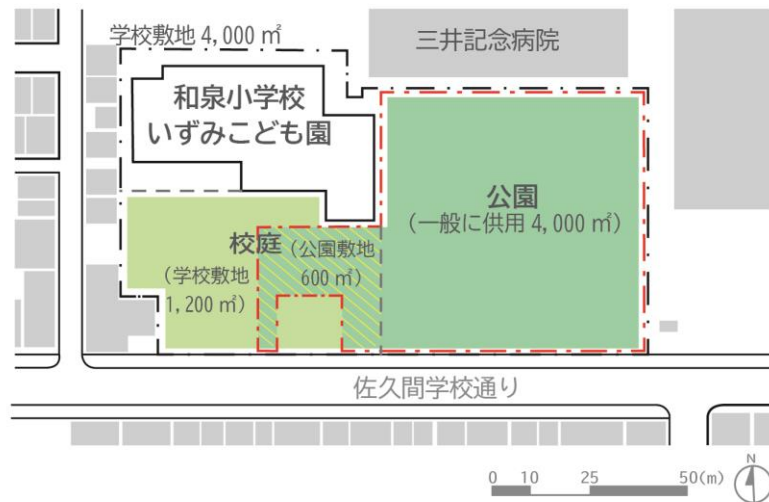 学校敷地 4,000 ㎡
三井記念病院
和泉小学校
いずみこども園
公園
（一般に供用 4,000 ㎡）
校庭
（公園敷地
600 ㎡）
（学校敷地
1,200 ㎡）
佐久間学校通り
0 10 25 50(m)
N